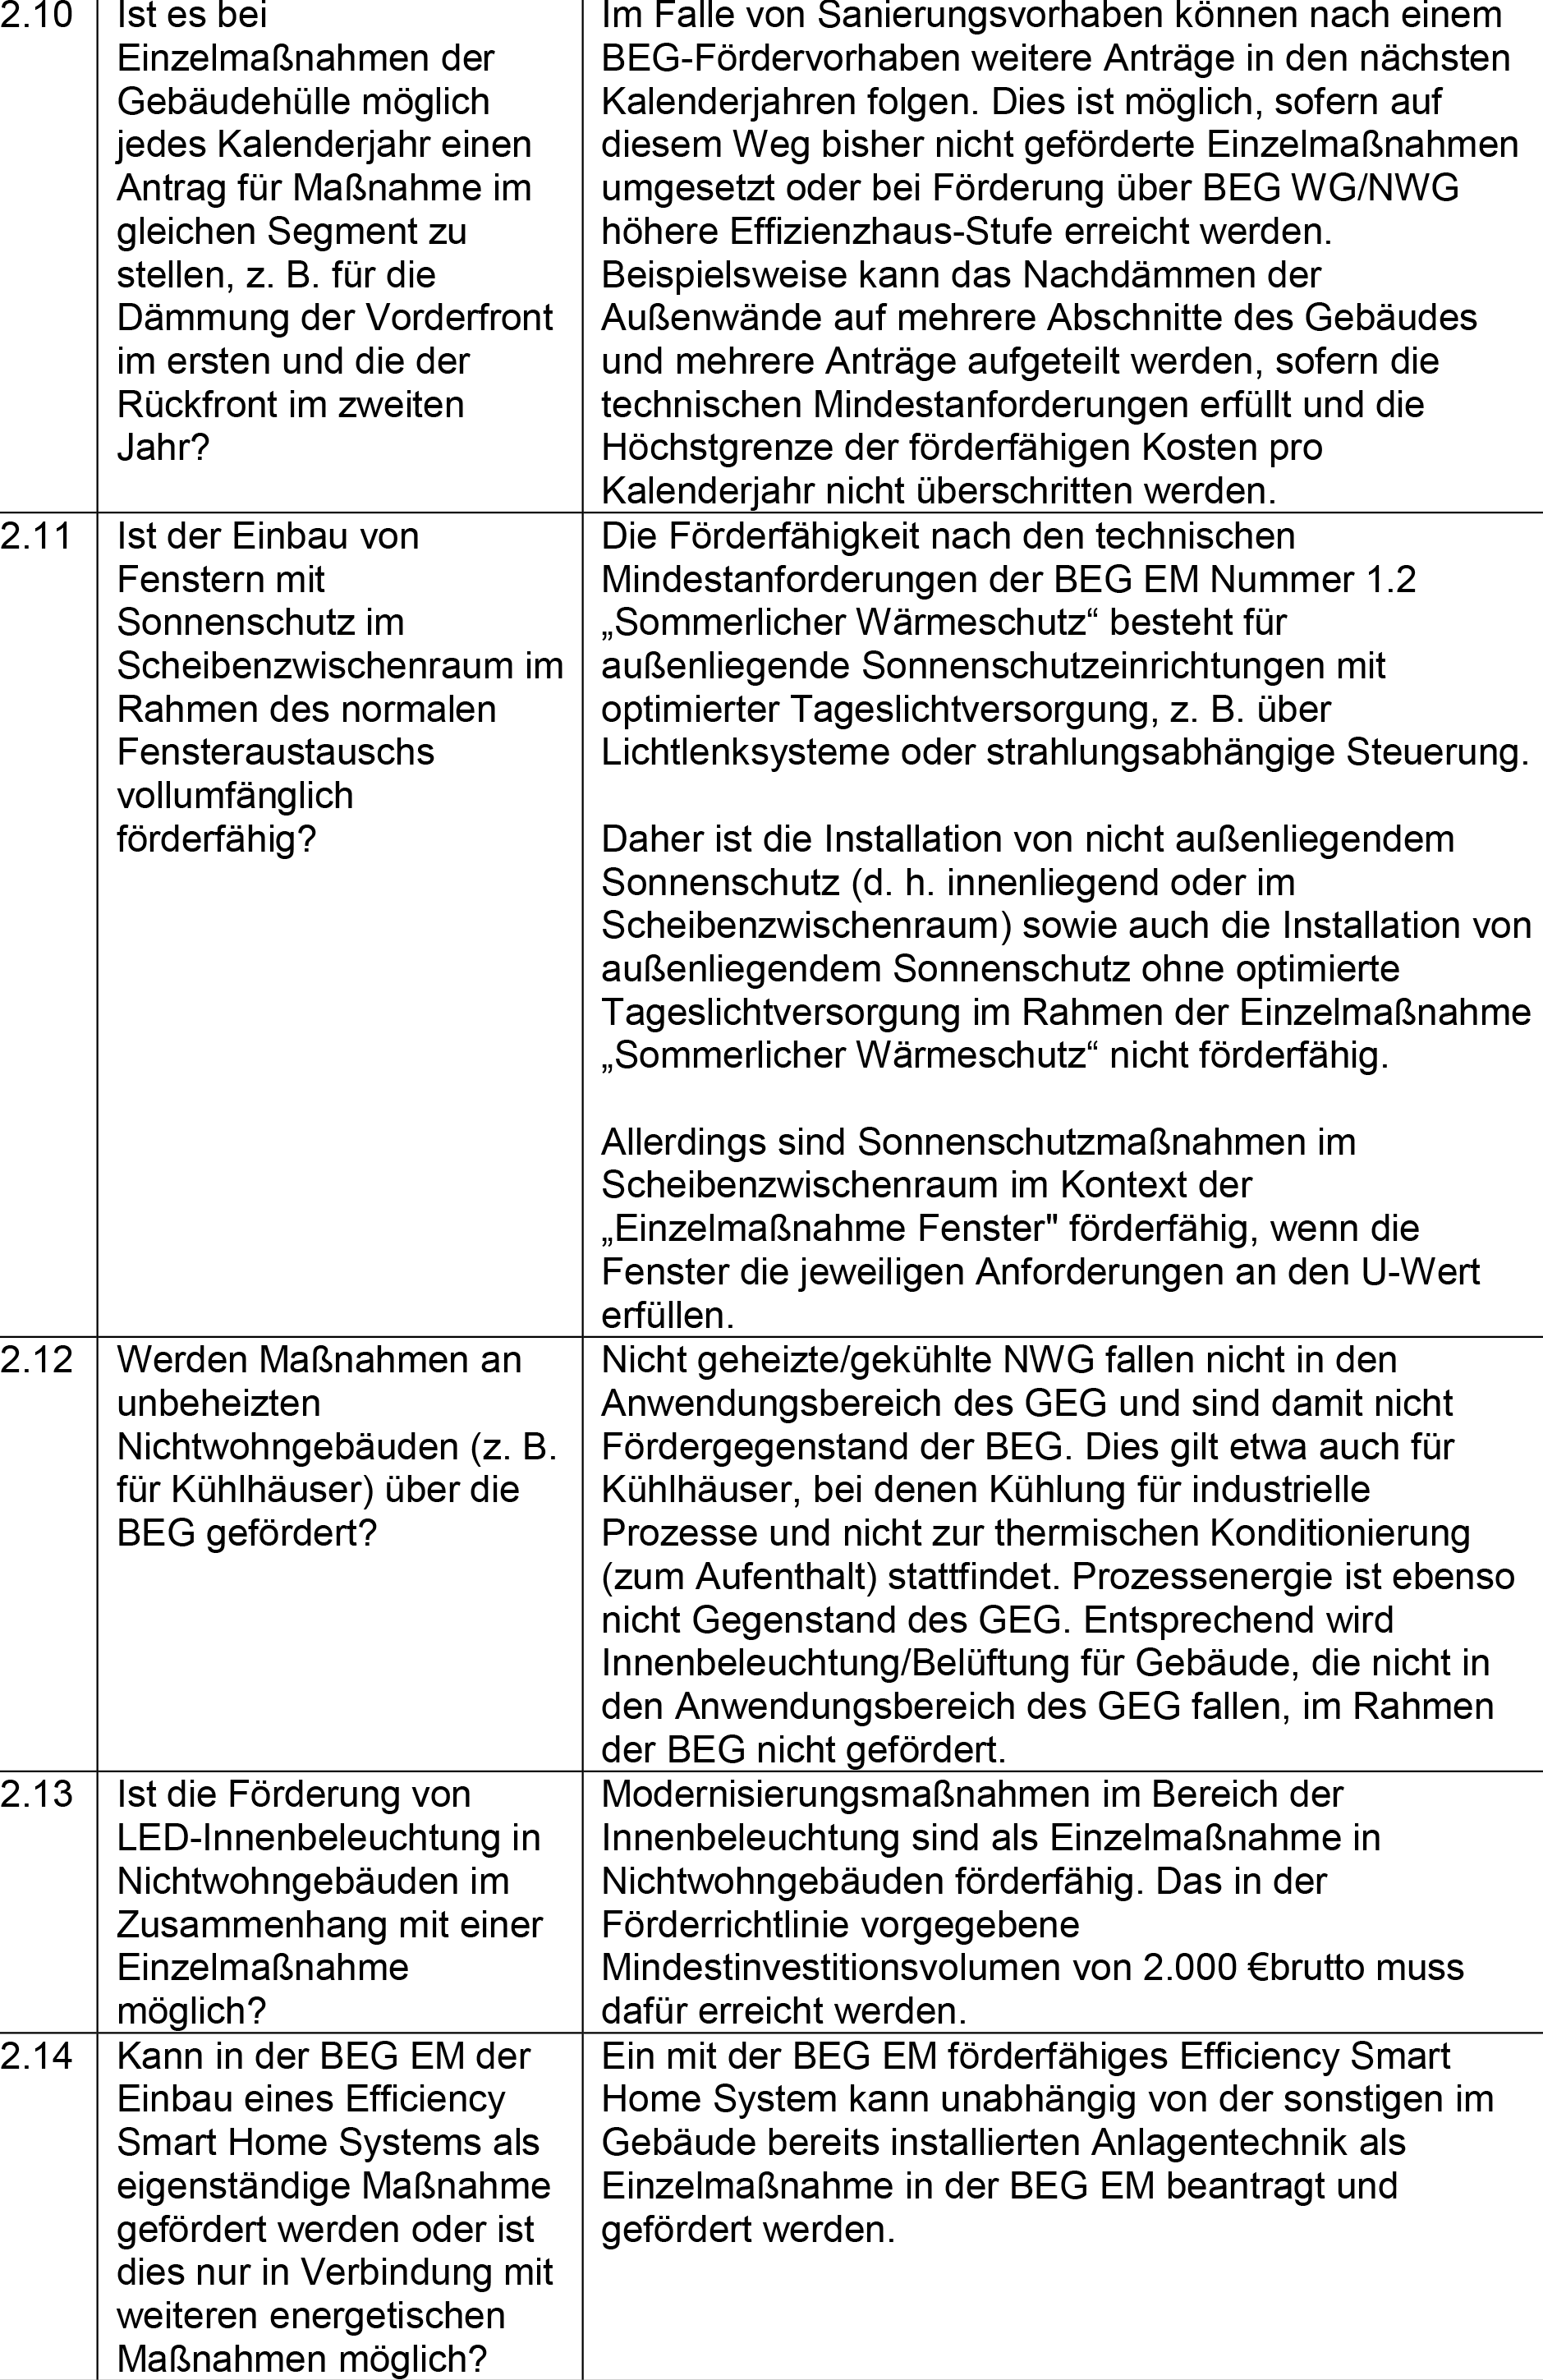 2.10
Ist es bei
Einzelmaßnahmen der
Gebäudehülle möglich
jedes Kalenderjahr einen
Antrag für Maßnahme im
gleichen Segment zu
stellen, z. B. für die
Dämmung der Vorderfront
im ersten und die der
Rückfront im zweiten
Jahr?
Im Falle von Sanierungsvorhaben können nach einem
BEG-Fördervorhaben weitere Anträge in den nächsten
Kalenderjahren folgen. Dies ist möglich, sofern auf
diesem Weg bisher nicht geförderte Einzelmaßnahmen
umgesetzt oder bei Förderung über BEG WG/NWG
höhere Effizienzhaus-Stufe erreicht werden.
Beispielsweise kann das Nachdämmen der
Außenwände auf mehrere Abschnitte des Gebäudes
und mehrere Anträge aufgeteilt werden, sofern die
technischen Mindestanforderungen erfüllt und die
Höchstgrenze der förderfähigen Kosten pro
Kalenderjahr nicht überschritten werden.
2.11
Ist der Einbau von
Fenstern mit
Sonnenschutz im
Scheibenzwischenraum im
Rahmen des normalen
Fensteraustauschs
vollumfänglich
förderfähig?
Die Förderfähigkeit nach den technischen
Mindestanforderungen der BEG EM Nummer 1.2
„Sommerlicher Wärmeschutz“ besteht für
außenliegende Sonnenschutzeinrichtungen mit
optimierter Tageslichtversorgung, z. B. über
Lichtlenksysteme oder strahlungsabhängige Steuerung.
Daher ist die Installation von nicht außenliegendem
Sonnenschutz (d. h. innenliegend oder im
Scheibenzwischenraum) sowie auch die Installation von
außenliegendem Sonnenschutz ohne optimierte
Tageslichtversorgung im Rahmen der Einzelmaßnahme
„Sommerlicher Wärmeschutz“ nicht förderfähig.
Allerdings sind Sonnenschutzmaßnahmen im
Scheibenzwischenraum im Kontext der
„Einzelmaßnahme Fenster" förderfähig, wenn die
Fenster die jeweiligen Anforderungen an den U-Wert
erfüllen.
2.12
Werden Maßnahmen an
unbeheizten
Nichtwohngebäuden (z. B.
für Kühlhäuser) über die
BEG gefördert?
Nicht geheizte/gekühlte NWG fallen nicht in den
Anwendungsbereich des GEG und sind damit nicht
Fördergegenstand der BEG. Dies gilt etwa auch für
Kühlhäuser, bei denen Kühlung für industrielle
Prozesse und nicht zur thermischen Konditionierung
(zum Aufenthalt) stattfindet. Prozessenergie ist ebenso
nicht Gegenstand des GEG. Entsprechend wird
Innenbeleuchtung/Belüftung für Gebäude, die nicht in
den Anwendungsbereich des GEG fallen, im Rahmen
der BEG nicht gefördert.
2.13
Ist die Förderung von
LED-Innenbeleuchtung in
Nichtwohngebäuden im
Zusammenhang mit einer
Einzelmaßnahme
möglich?
Modernisierungsmaßnahmen im Bereich der
Innenbeleuchtung sind als Einzelmaßnahme in
Nichtwohngebäuden förderfähig. Das in der
Förderrichtlinie vorgegebene
Mindestinvestitionsvolumen von 2.000 €brutto muss
dafür erreicht werden.
2.14
Kann in der BEG EM der
Einbau eines Efficiency
Smart Home Systems als
eigenständige Maßnahme
gefördert werden oder ist
dies nur in Verbindung mit
weiteren energetischen
Maßnahmen möglich?
Ein mit der BEG EM förderfähiges Efficiency Smart
Home System kann unabhängig von der sonstigen im
Gebäude bereits installierten Anlagentechnik als
Einzelmaßnahme in der BEG EM beantragt und
gefördert werden.